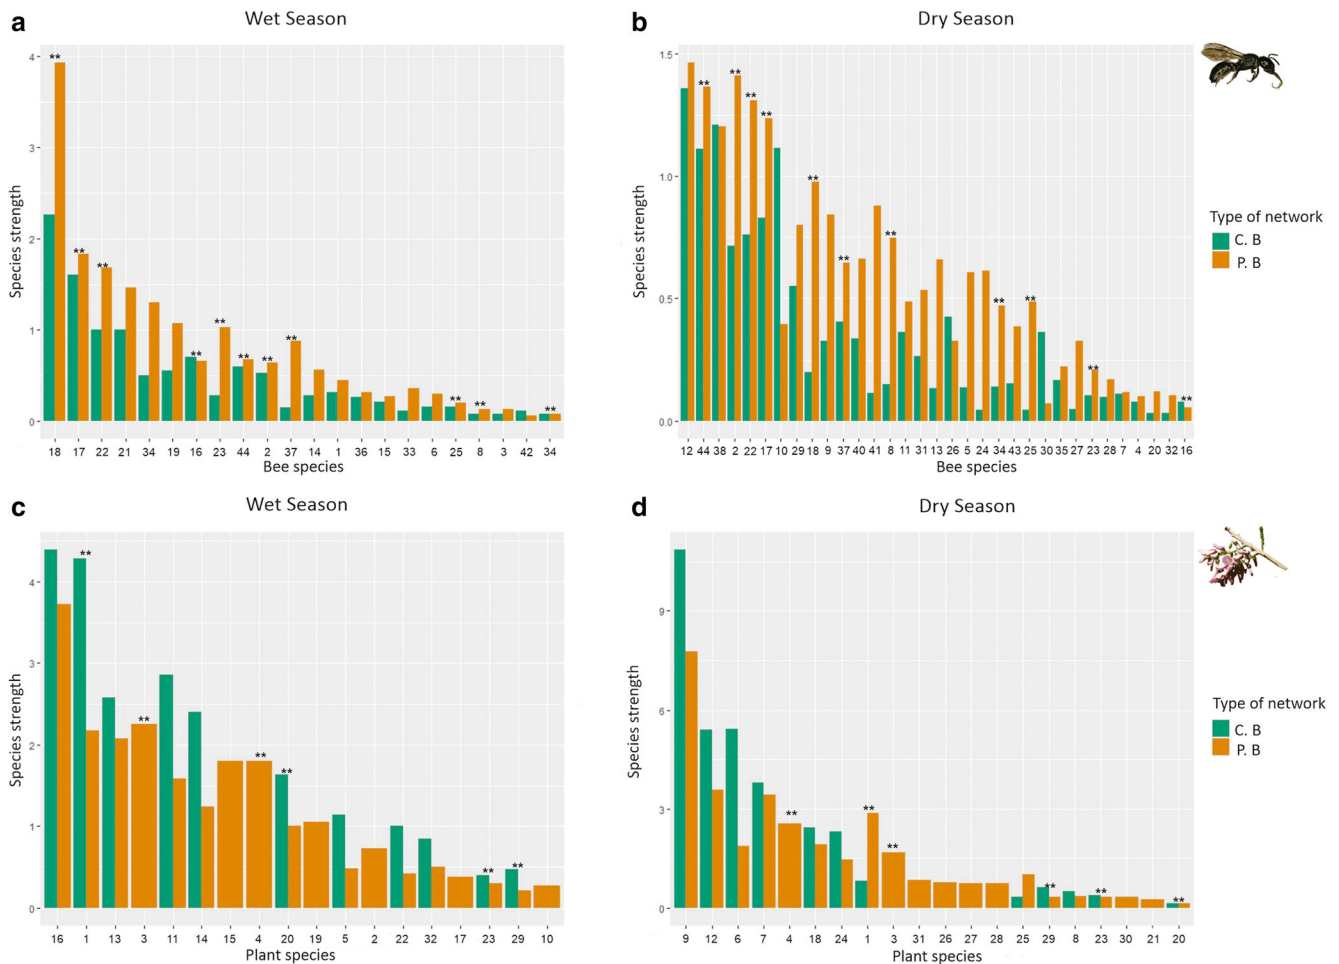 a
Wet Season
4
3
2
1
0
Species strength
** ** ** ** ** ** ** ** ** ** **
18 17 22 21 34 19 16 23 44 2 37 14 1 36 15 33 6 25 8 3 42 34
Bee species
b
Dry Season
1.5
1.0
0.5
0.0
Species strength
** ** ** ** ** ** ** ** ** ** **
12 44 38 2 22 17 10 29 18 9 37 40 41 8 11 31 13 26 5 24 34 43 25 30 35 27 23 28 7 4 20 32 16
Bee species
Type of network
C. B
P. B
c
Wet Season
4
3
2
1
0
Species strength
** ** ** ** ** **
16 1 13 3 11 14 15 4 20 19 5 2 22 32 17 23 29 10
Plant species
d
Dry Season
9
6
3
0
Species strength
** ** ** ** ** **
9 12 6 7 4 18 24 1 3 31 26 27 28 25 29 8 23 30 21 20
Plant species
Type of network
C. B
P. B